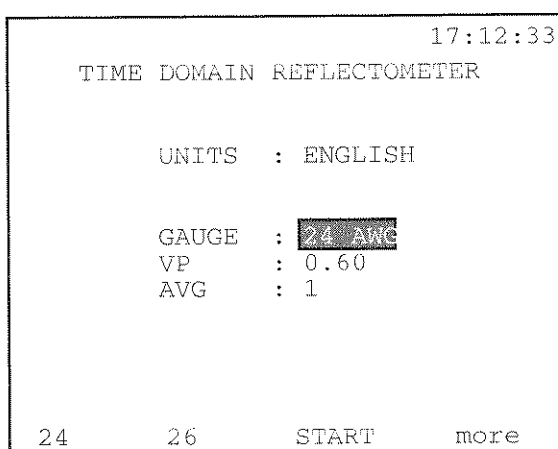 17:12:33
TIME DOMAIN REFLECTOMETER
UNITS : ENGLISH
GAUGE : 24 AWG
VP : 0.60
AVG : 1
24 26 START more